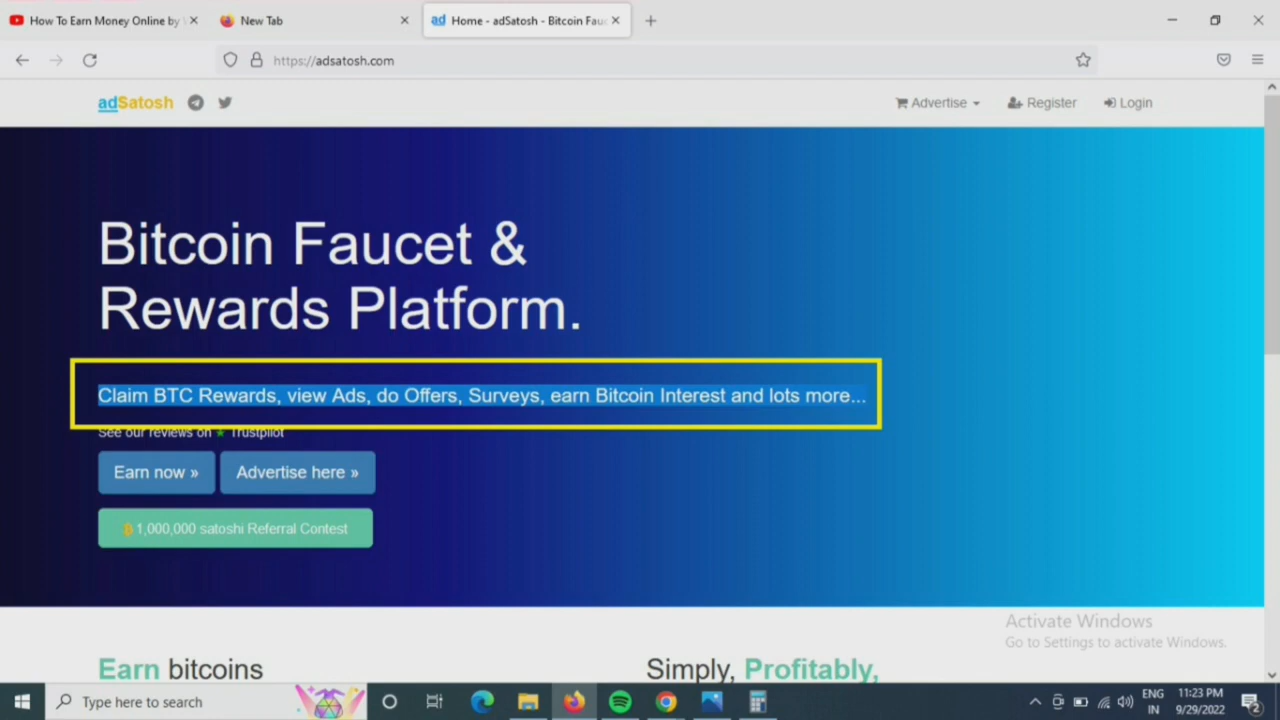 How To Earn Money Online by
New Tab
ad Home - adSatosh - Bitcoin Fauc
https://adsatosh.com
adSatosh
Advertise
Register
Login
Bitcoin Faucet &
Rewards Platform.
Claim BTC Rewards, view Ads, do Offers, Surveys, earn Bitcoin Interest and lots more...
See our reviews on ★ Trustpilot
Earn now »
Advertise here »
1,000,000 satoshi Referral Contest
Activate Windows
Go to Settings to activate Windows.
Earn bitcoins
Simply, Profitably,
Type here to search
ENG
IN
11:23 PM
9/29/2022
2